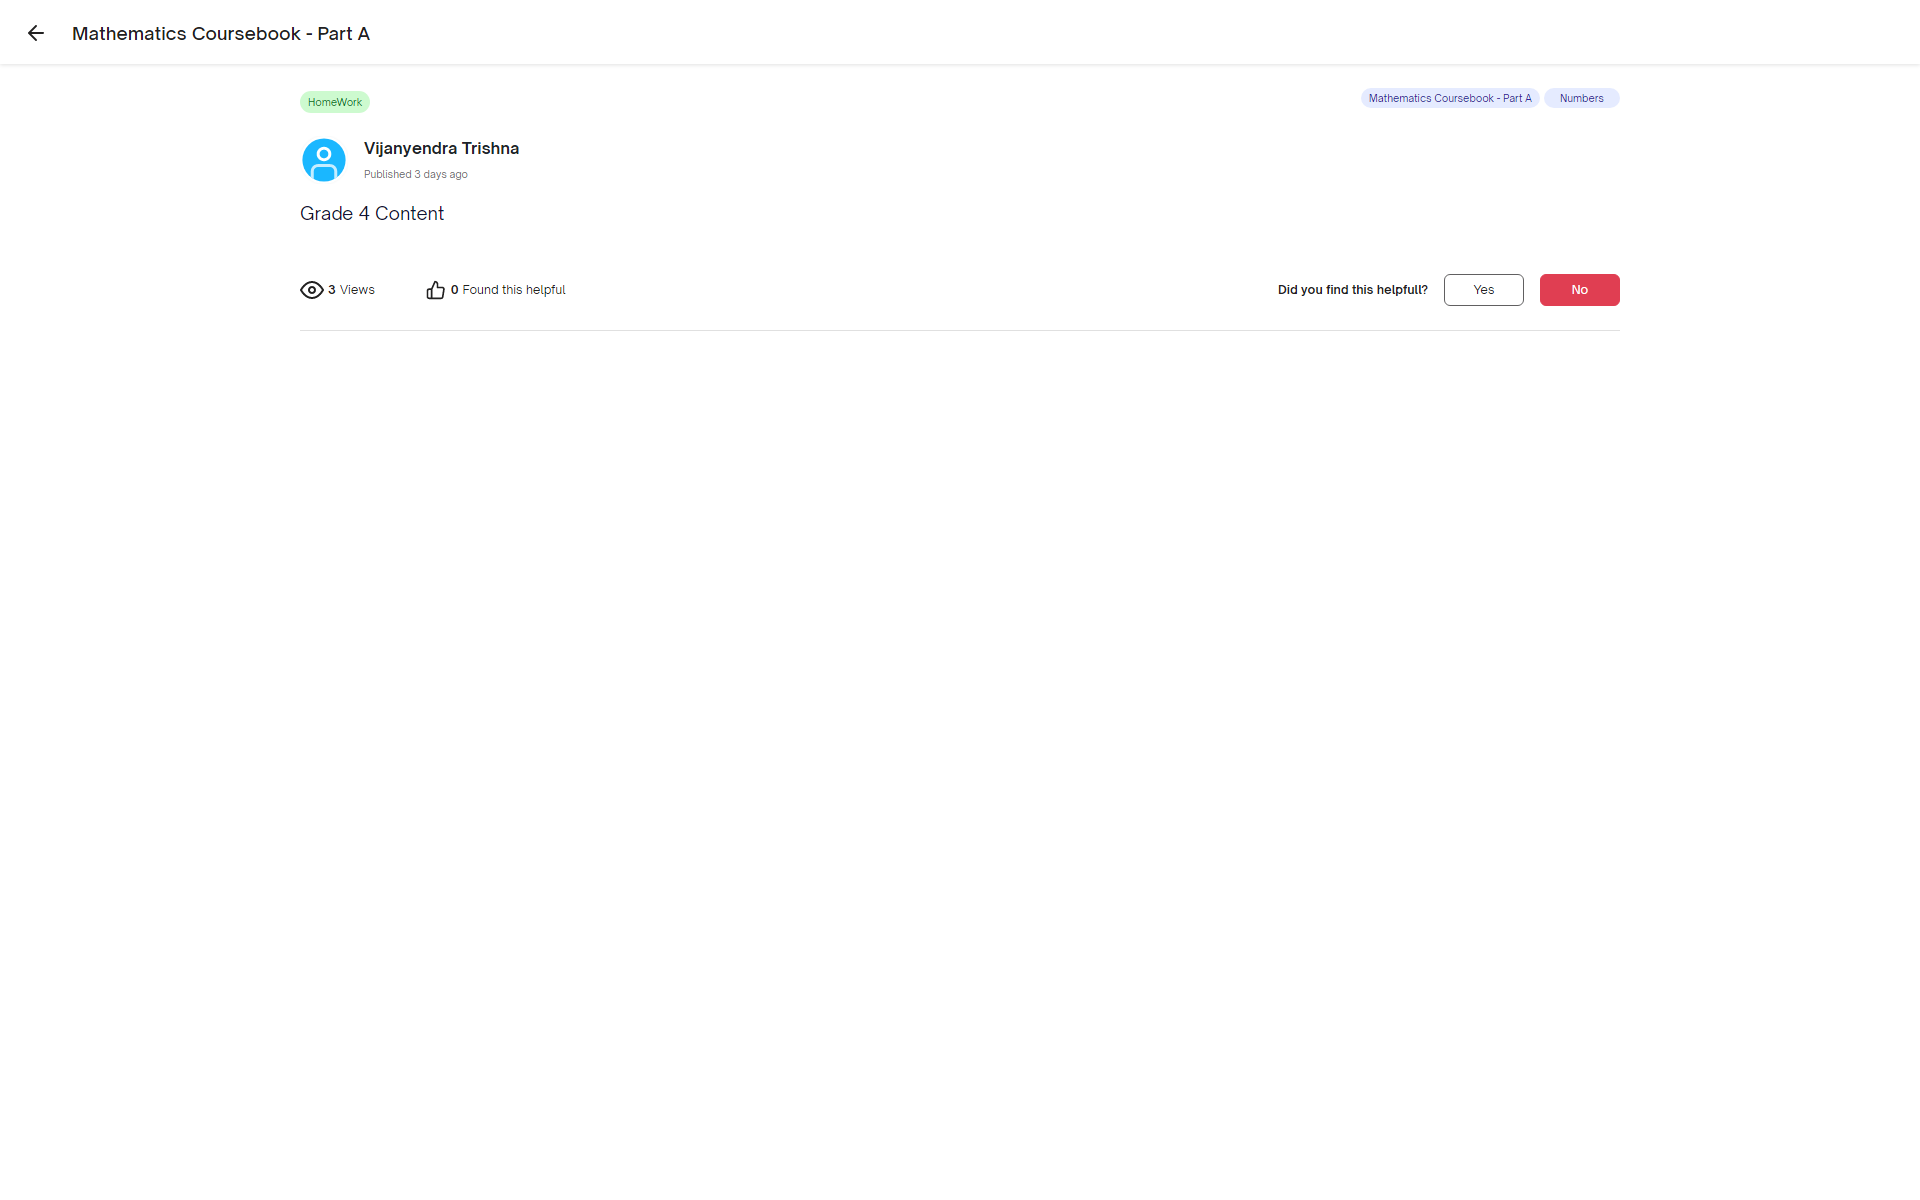 Mathematics Coursebook - Part A
HomeWork
Mathematics Coursebook - Part A
Numbers
Vijanyendra Trishna
Published 3 days ago
Grade 4 Content
3 Views
0 Found this helpful
Did you find this helpfull?
Yes
No